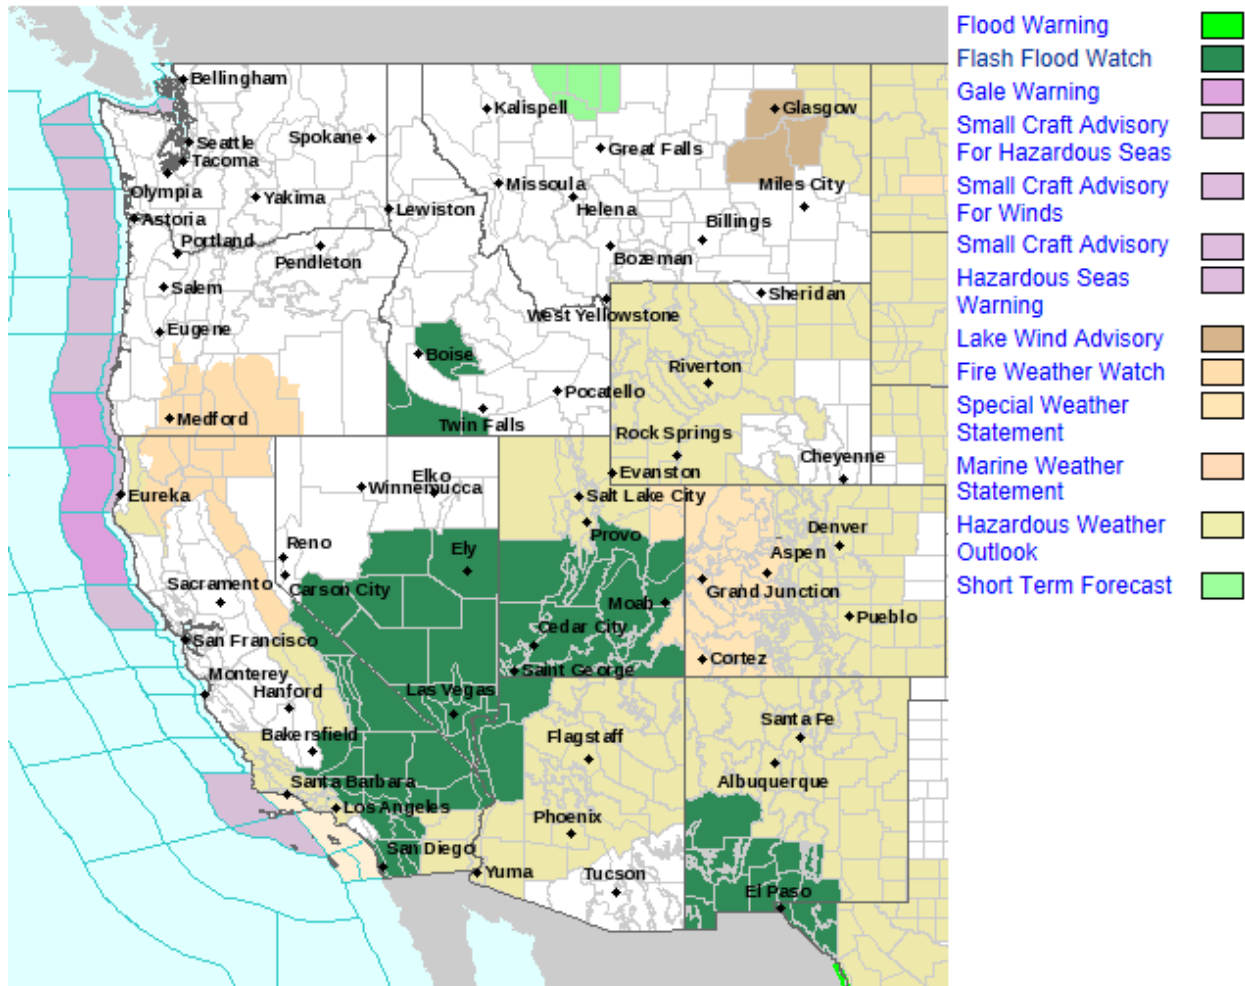 Bellingham
Kalispell
Glasgow
Seattle
Spokane
Great Falls
Tacoma
Olympia
Missoula
Miles City
Yakima
Helena
Astoria
Lewiston
Billings
Portland
Pendleton
Bozeman
Salem
Sheridan
West Yellowstone
Eugene
Boise
Riverton
Pocatello
Medford
Twin Falls
Rock Springs
Cheyenne
Evanston
Elko
Winnemucca
Eureka
Salt Lake City
Provo
Denver
Reno
Ely
Aspen
Sacramento
Carson City
Moab
Grand Junction
Pueblo
Cedar City
San Francisco
Cortez
Saint George
Monterey
Hanford
Las Vegas
Santa Fe
Bakersfield
Flagstaff
Albuquerque
Santa Barbara
Los Angeles
Phoenix
San Diego
Yuma
Tucson
El Paso
Flood Warning
Flash Flood Watch
Gale Warning
Small Craft Advisory
For Hazardous Seas
Small Craft Advisory
For Winds
Small Craft Advisory
Hazardous Seas
Warning
Lake Wind Advisory
Fire Weather Watch
Special Weather
Statement
Marine Weather
Statement
Hazardous Weather
Outlook
Short Term Forecast